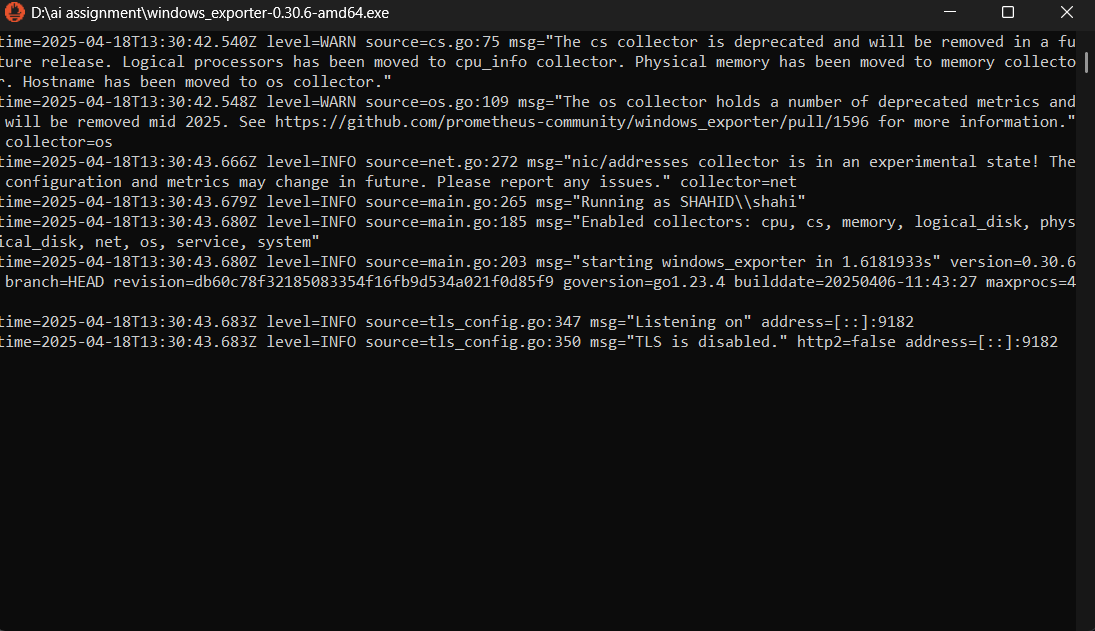 D:\ai assignment\windows_exporter-0.30.6-amd64.exe
time=2025-04-18T13:30:42.540Z level=WARN source=cs.go:75 msg="The cs collector is deprecated and will be removed in a fu
ture release. Logical processors has been moved to cpu_info collector. Physical memory has been moved to memory collecto
r. Hostname has been moved to os collector."
time=2025-04-18T13:30:42.548Z level=WARN source=os.go:109 msg="The os collector holds a number of deprecated metrics and
 will be removed mid 2025. See https://github.com/prometheus-community/windows_exporter/pull/1596 for more information."
 collector=os
time=2025-04-18T13:30:43.666Z level=INFO source=net.go:272 msg="nic/addresses collector is in an experimental state! The
 configuration and metrics may change in future. Please report any issues." collector=net
time=2025-04-18T13:30:43.679Z level=INFO source=main.go:265 msg="Running as SHAHID\\shahi"
time=2025-04-18T13:30:43.680Z level=INFO source=main.go:185 msg="Enabled collectors: cpu, cs, memory, logical_disk, phys
ical_disk, net, os, service, system"
time=2025-04-18T13:30:43.680Z level=INFO source=main.go:203 msg="starting windows_exporter in 1.6181933s" version=0.30.6
 branch=HEAD revision=db60c78f32185083354f16fb9d534a021f0d85f9 goversion=go1.23.4 builddate=20250406-11:43:27 maxprocs=4
time=2025-04-18T13:30:43.683Z level=INFO source=tls_config.go:347 msg="Listening on" address=[::]:9182
time=2025-04-18T13:30:43.683Z level=INFO source=tls_config.go:350 msg="TLS is disabled." http2=false address=[::]:9182